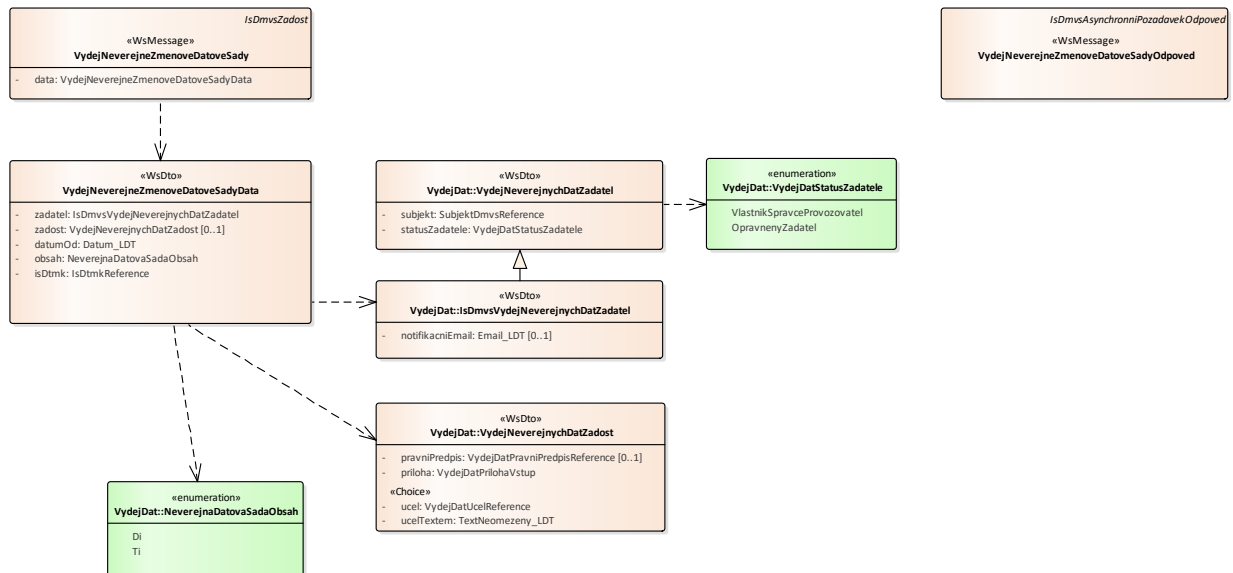 IsDmvsZadost
«WsMessage»
VydejNeverejneZmenoveDatoveSady
- data: VydejNeverejneZmenoveDatoveSadyData
IsDmvsAsynchronniPozadavekOdpoved
«WsMessage»
VydejNeverejneZmenoveDatoveSadyOdpoved
«WsDto»
VydejNeverejneZmenoveDatoveSadyData
- zadatel: IsDmvsVydejNeverejnychDatZadatel
- zadost: VydejNeverejnychDatZadost [0..1]
- datumOd: Datum_LDT
- obsah: NeverejnaDatovaSadaObsah
- isDtmk: IsDtmkReference
«WsDto»
VydejDat::VydejNeverejnychDatZadatel
- subjekt: SubjektDmvsReference
- statusZadatele: VydejDatStatusZadatele
«enumeration»
VydejDat::VydejDatStatusZadatele
VlastnikSpravceProvozovatel
OpravnenyZadatel
«WsDto»
VydejDat::IsDmvsVydejNeverejnychDatZadatel
- notifikacniEmail: Email_LDT [0..1]
«WsDto»
VydejDat::VydejNeverejnychDatZadost
- pravniPredpis: VydejDatPravniPredpisReference [0..1]
- priloha: VydejDatPrilohaVstup
«Choice»
- ucel: VydejDatUcelReference
- ucelTextem: TextNeomezeny_LDT
«enumeration»
VydejDat::NeverejnaDatovaSadaObsah
Di
Ti